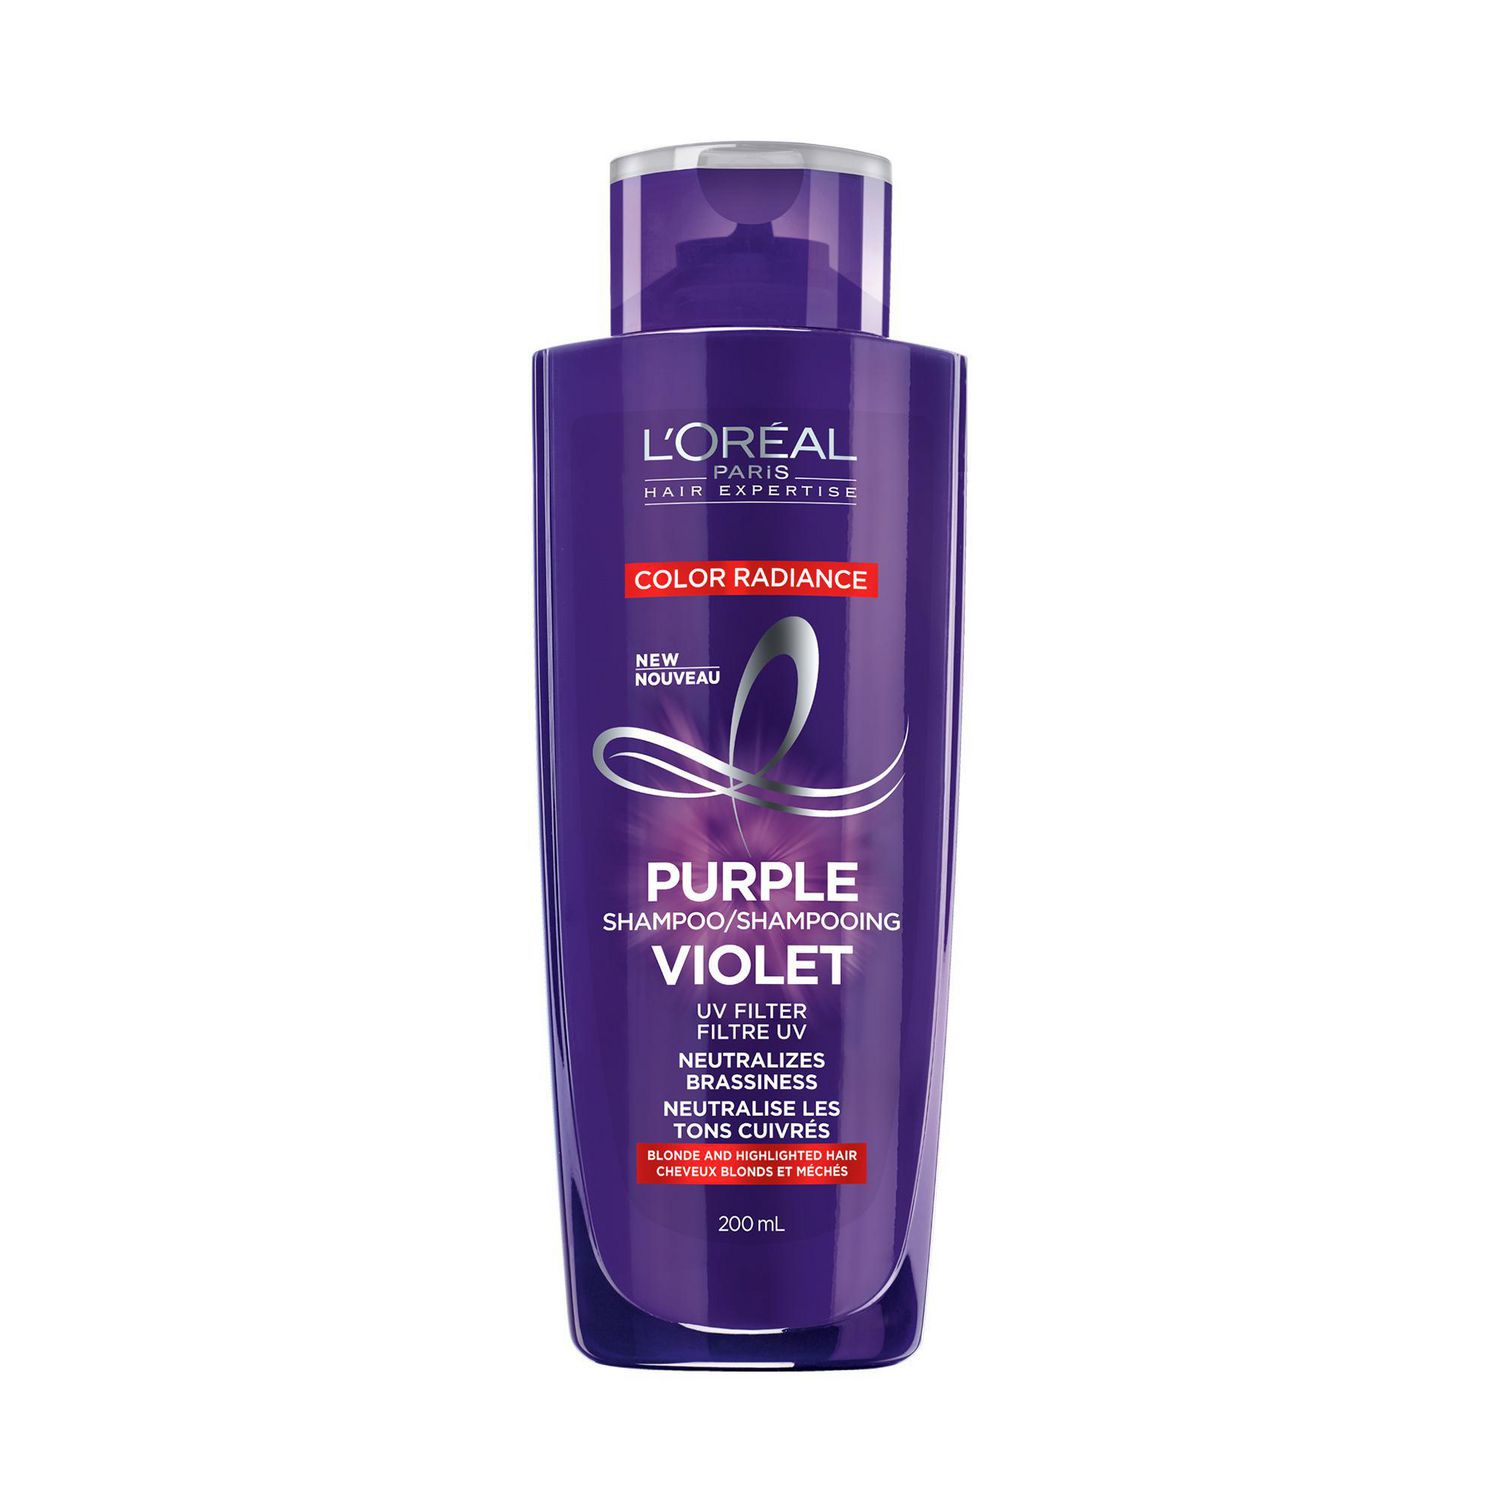 L'ORÉAL
PARiS
HAIR EXPERTISE
COLOR RADIANCE
NEW
NOUVEAU
PURPLE
SHAMPOO/SHAMPOOING
VIOLET
UV FILTER
FILTRE UV
NEUTRALIZES
BRASSINESS
NEUTRALISE LES
TONS CUIVRÉS
BLONDE AND HIGHLIGHTED HAIR
CHEVEUX BLONDS ET MÉCHÉS
200 mL